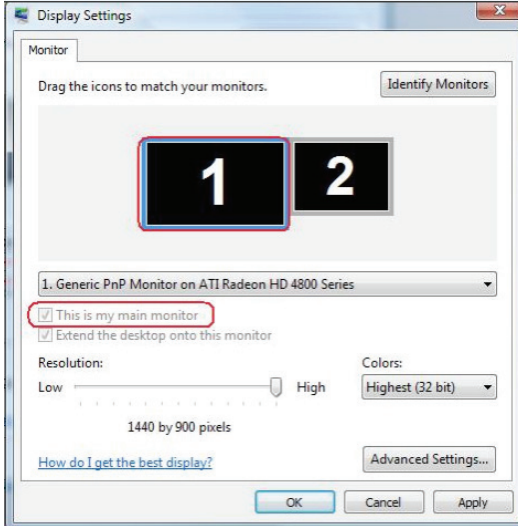 Display Settings
Monitor
Drag the icons to match your monitors.
Identify Monitors
1
2
1. Generic PnP Monitor on ATI Radeon HD 4800 Series
This is my main monitor
Extend the desktop onto this monitor
Resolution:
Colors:
Low
High
Highest (32 bit)
1440 by 900 pixels
How do I get the best display?
Advanced Settings...
OK
Cancel
Apply